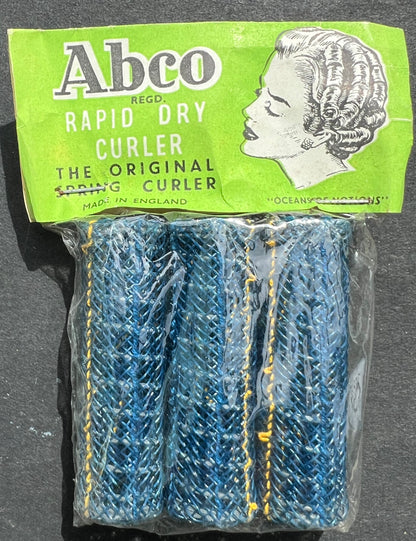 Abco
REGD.
RAPID DRY
CURLER
THE ORIGINAL
SPRING CURLER
MADE IN ENGLAND
"OCEANS OF NOTIONS"